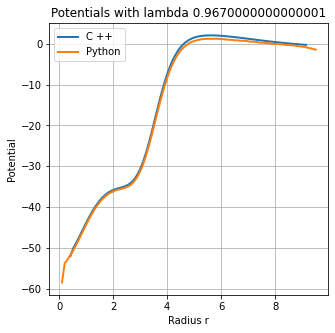 Potentials with lambda 0.9670000000000001
C ++
Python
0
−10
−20
−30
−40
−50
−60
Potential
0 2 4 6 8
Radius r